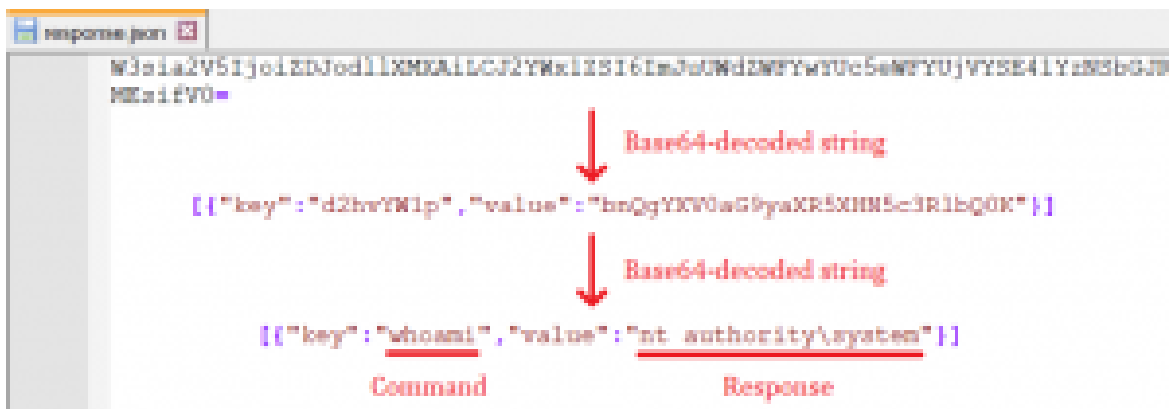 response.json
W3sia2V5IjoiZDJodllXMXAiLCJ2YWx1ZSI6ImJuUWdZWFYwYUc5eWFYUjVYSE41YzNSbGJR
MEsifV0=
Base64-decoded string
[{"key":"d2hvYW1p","value":"bnQgYXV0aG9yaXR5XHN5c3RlbQ0K"}]
Base64-decoded string
[{"key":"whoami","value":"nt authority\system"}]
Command Response